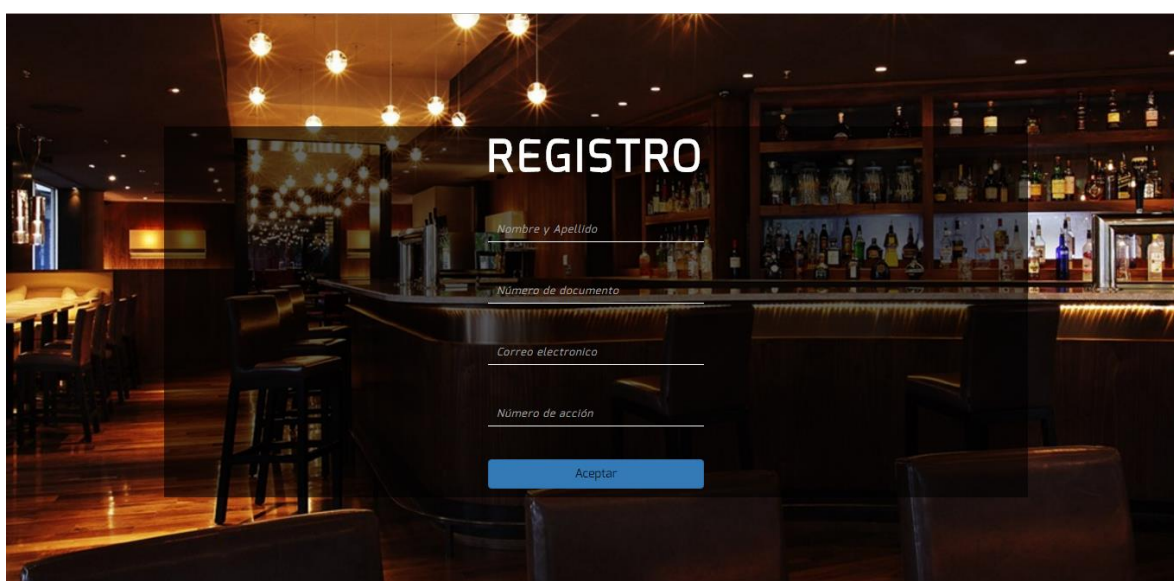 REGISTRO
Nombre y Apellido
Número de documento
Correo electronico
Número de acción
Aceptar